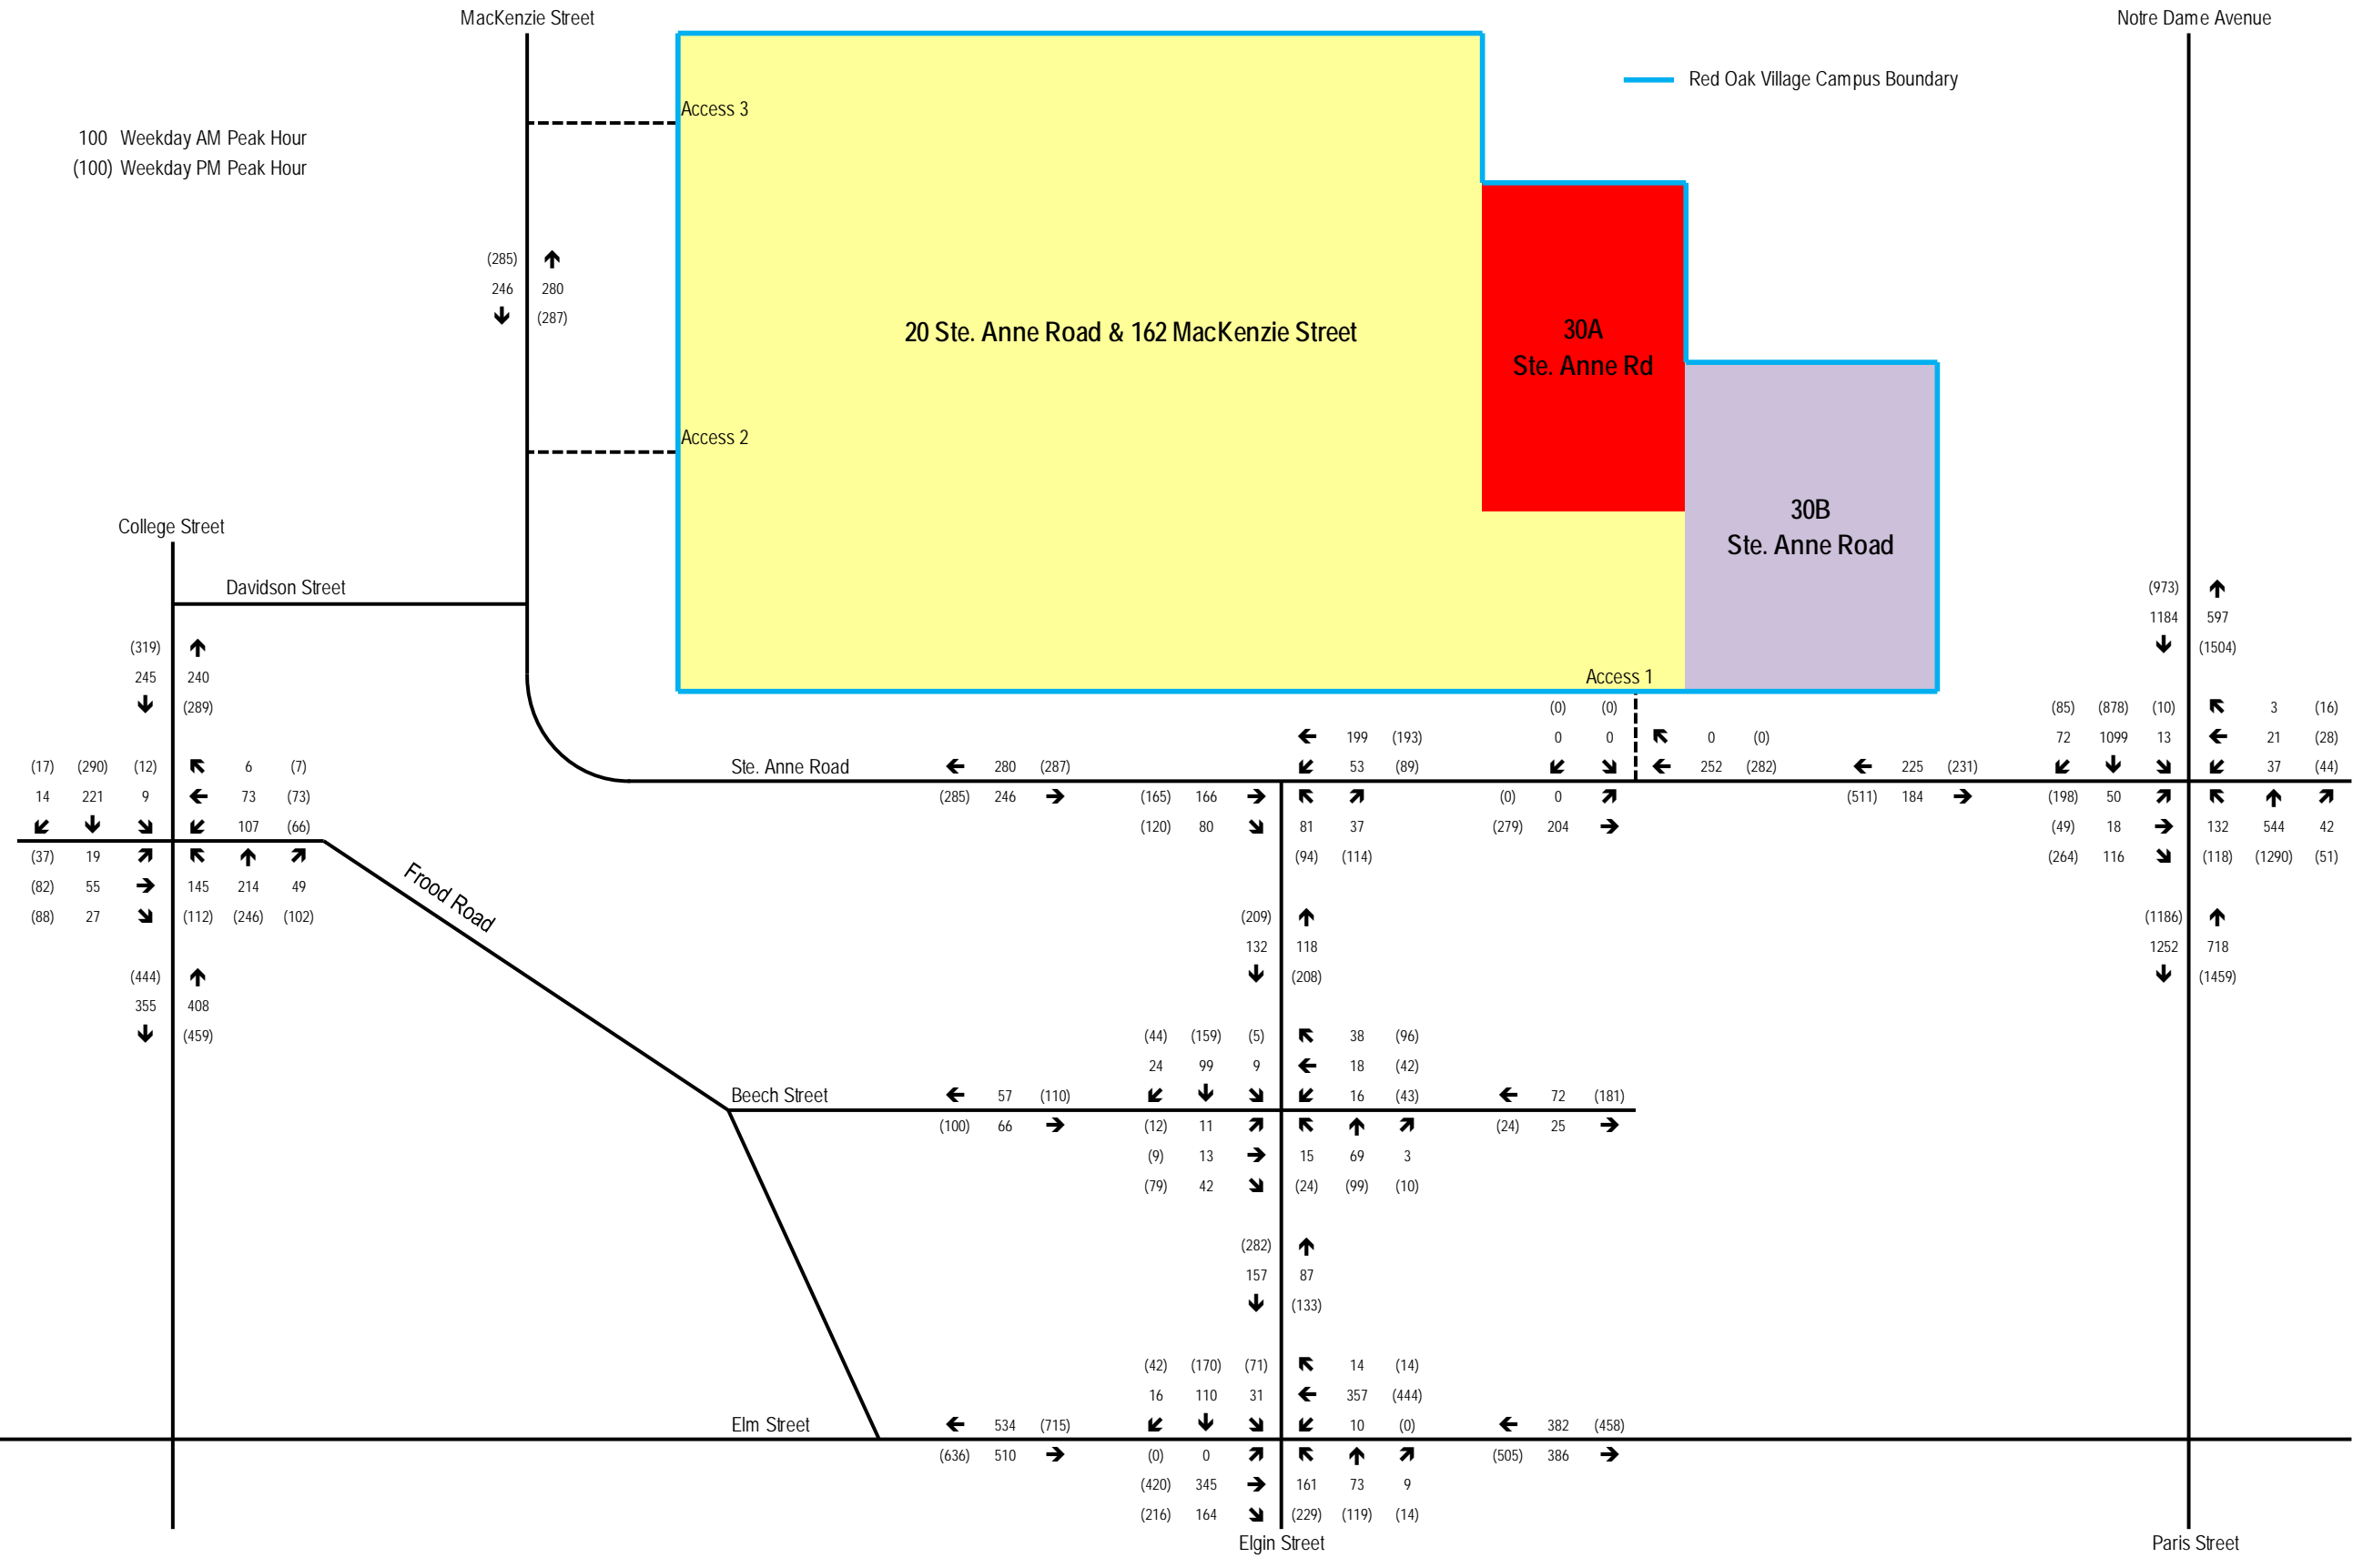 MacKenzie Street
Notre Dame Avenue
Red Oak Village Campus Boundary
Access 3
100 Weekday AM Peak Hour
(100) Weekday PM Peak Hour
(285)
246 280
(287)
20 Ste. Anne Road & 162 MacKenzie Street
30A
Ste. Anne Rd
Access 2
30B
Ste. Anne Road
College Street
Davidson Street
(973)
1184 597
(1504)
(319)
245 240
(289)
Access 1
(0) (0)
(85) (878) (10) 3 (16)
199 (193) 0 0 0 (0) 72 1099 13 21 (28)
(17) (290) (12) 6 (7) Ste. Anne Road 280 (287) 53 (89) 252 (282) 225 (231) 37 (44)
14 221 9 73 (73) (285) 246 (165) 166 (0) 0 (511) 184 (198) 50
107 (66) (120) 80 81 37 (279) 204 (49) 18 132 544 42
(37) 19 (94) (114) (264) 116 (118) (1290) (51)
(82) 55 145 214 49
(88) 27 (112) (246) (102)
Frood Road
(209) (1186)
132 118 1252 718
(208) (1459)
(444)
355 408
(459)
(44) (159) (5) 38 (96)
24 99 9 18 (42)
Beech Street 57 (110) 16 (43) 72 (181)
(100) 66 (12) 11 (24) 25
(9) 13 15 69 3
(79) 42 (24) (99) (10)
(282)
157 87
(133)
(42) (170) (71) 14 (14)
16 110 31 357 (444)
Elm Street 534 (715) 10 (0) 382 (458)
(636) 510 (0) 0 (505) 386
(420) 345 161 73 9
(216) 164 (229) (119) (14)
Elgin Street
Paris Street